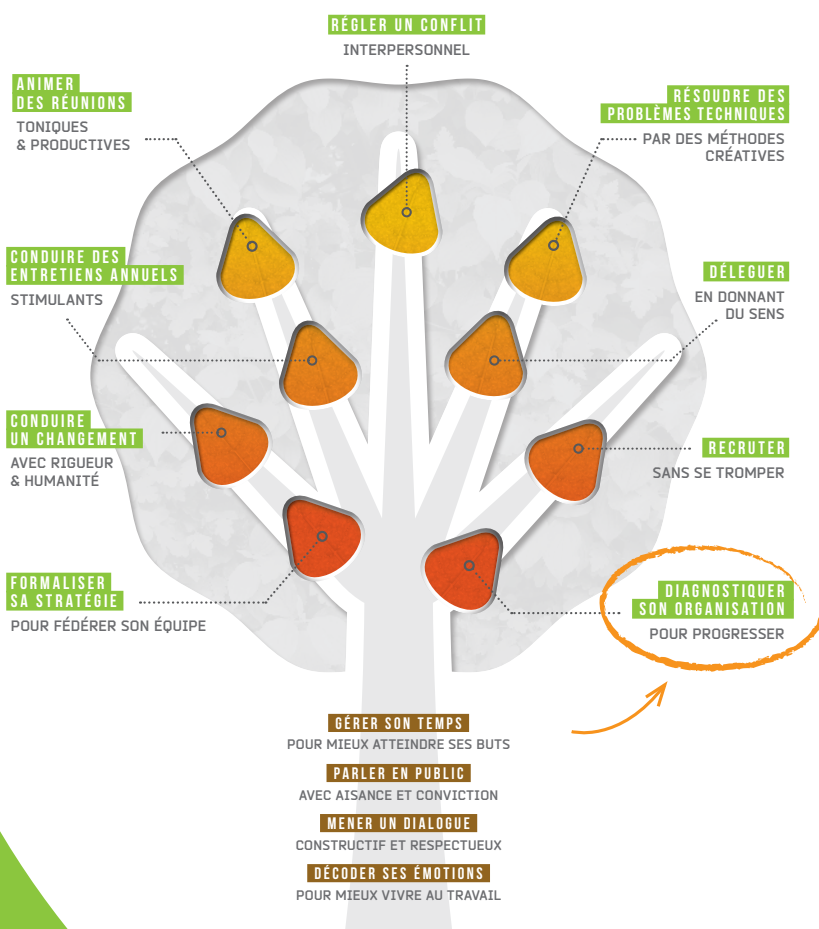 RÉGLER UN CONFLIT
INTERPERSONNEL
ANIMER
DES RÉUNIONS
TONIQUES
& PRODUCTIVES
RÉSOUDRE DES
PROBLÈMES TECHNIQUES
PAR DES MÉTHODES
CRÉATIVES
CONDUIRE DES
ENTRETIENS ANNUELS
STIMULANTS
DÉLEGUER
EN DONNANT
DU SENS
CONDUIRE
UN CHANGEMENT
AVEC RIGUEUR
& HUMANITÉ
RECRUTER
SANS SE TROMPER
FORMALISER
SA STRATÉGIE
POUR FÉDÉRER SON ÉQUIPE
DIAGNOSTIQUER
SON ORGANISATION
POUR PROGRESSER
GÉRER SON TEMPS
POUR MIEUX ATTEINDRE SES BUTS
PARLER EN PUBLIC
AVEC AISANCE ET CONVICTION
MENER UN DIALOGUE
CONSTRUCTIF ET RESPECTUEUX
DÉCODER SES ÉMOTIONS
POUR MIEUX VIVRE AU TRAVAIL